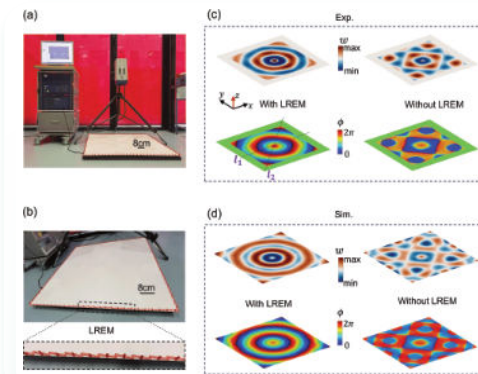 (a)
8cm
(b)
8cm
LREM
(c)
Exp.
w
max
min
z
y
x
With LREM
Without LREM
ϕ
2π
0
l₁
l₂
(d)
Sim.
w
max
min
With LREM
Without LREM
ϕ
2π
0